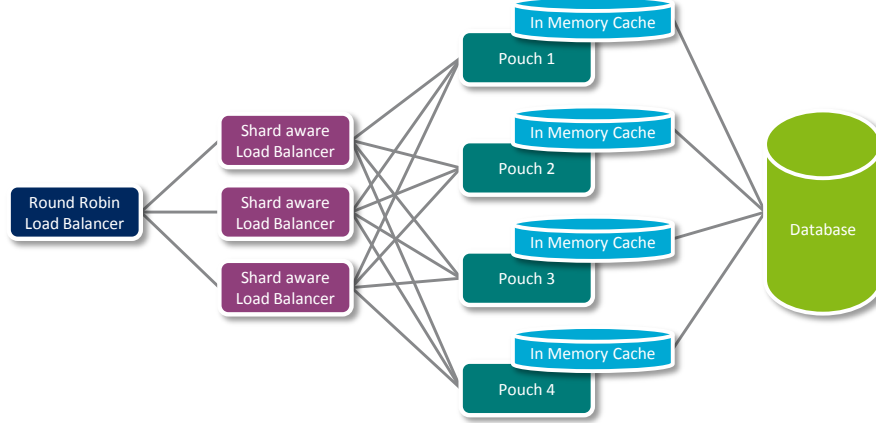 Round Robin
Load Balancer
Shard aware
Load Balancer
Shard aware
Load Balancer
Shard aware
Load Balancer
In Memory Cache
Pouch 1
In Memory Cache
Pouch 2
In Memory Cache
Pouch 3
In Memory Cache
Pouch 4
Database